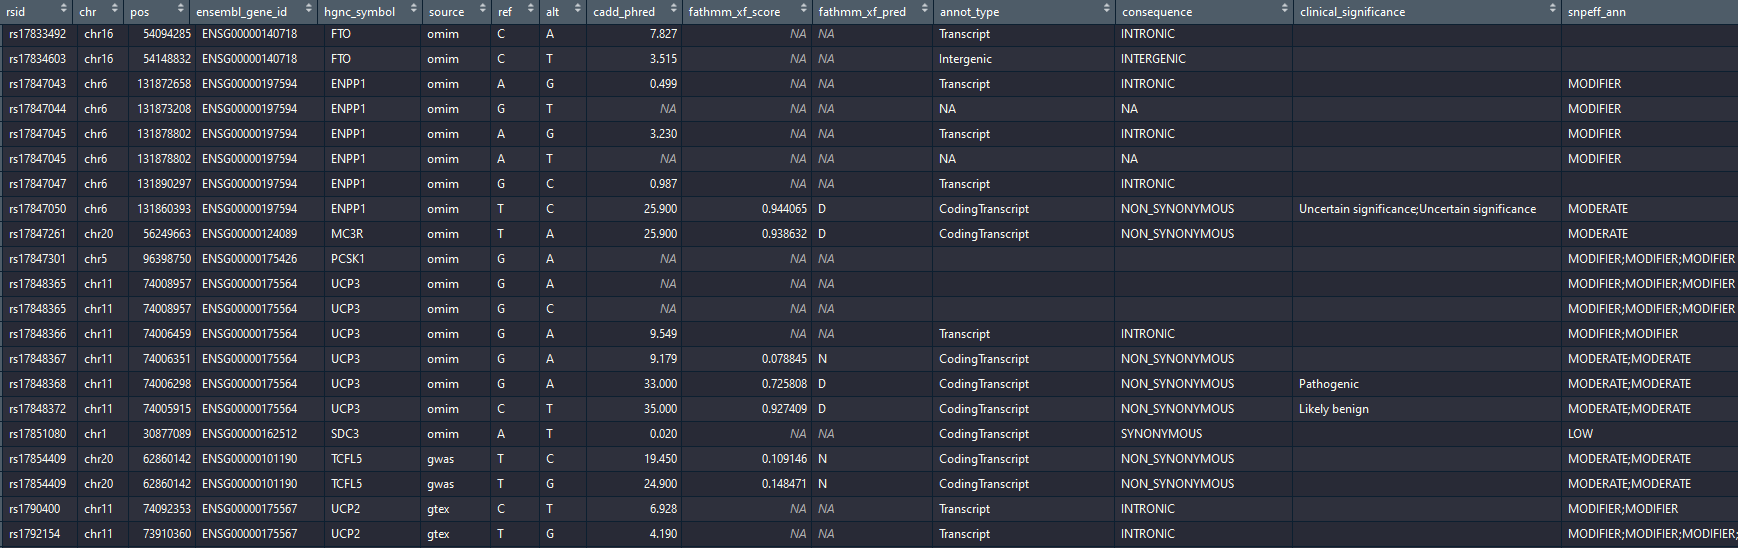 rsid chr pos ensembl_gene_id hgnc_symbol source ref alt cadd_phred fathmm_xf_score fathmm_xf_pred annot_type consequence clinical_significance snpeff_ann
rs17833492 chr16 54094285 ENSG00000140718 FTO omim C A 7.827 NA NA Transcript INTRONIC
rs17834603 chr16 54148832 ENSG00000140718 FTO omim C T 3.515 NA NA Intergenic INTERGENIC
rs17847043 chr6 131872658 ENSG00000197594 ENPP1 omim A G 0.499 NA NA Transcript INTRONIC MODIFIER
rs17847044 chr6 131873208 ENSG00000197594 ENPP1 omim G T NA NA NA NA NA MODIFIER
rs17847045 chr6 131878802 ENSG00000197594 ENPP1 omim A G 3.230 NA NA Transcript INTRONIC MODIFIER
rs17847045 chr6 131878802 ENSG00000197594 ENPP1 omim A T NA NA NA NA NA MODIFIER
rs17847047 chr6 131890297 ENSG00000197594 ENPP1 omim G C 0.987 NA NA Transcript INTRONIC
rs17847050 chr6 131860393 ENSG00000197594 ENPP1 omim T C 25.900 0.944065 D CodingTranscript NON_SYNONYMOUS Uncertain significance;Uncertain significance MODERATE
rs17847261 chr20 56249663 ENSG00000124089 MC3R omim T A 25.900 0.938632 D CodingTranscript NON_SYNONYMOUS MODERATE
rs17847301 chr5 96398750 ENSG00000175426 PCSK1 omim G A NA NA NA MODIFIER;MODIFIER;MODIFIER
rs17848365 chr11 74008957 ENSG00000175564 UCP3 omim G A NA NA NA MODIFIER;MODIFIER;MODIFIER
rs17848365 chr11 74008957 ENSG00000175564 UCP3 omim G C NA NA NA MODIFIER;MODIFIER;MODIFIER
rs17848366 chr11 74006459 ENSG00000175564 UCP3 omim G A 9.549 NA NA Transcript INTRONIC MODIFIER;MODIFIER
rs17848367 chr11 74006351 ENSG00000175564 UCP3 omim G A 9.179 0.078845 N CodingTranscript NON_SYNONYMOUS MODERATE;MODERATE
rs17848368 chr11 74006298 ENSG00000175564 UCP3 omim G A 33.000 0.725808 D CodingTranscript NON_SYNONYMOUS Pathogenic MODERATE;MODERATE
rs17848372 chr11 74005915 ENSG00000175564 UCP3 omim C T 35.000 0.927409 D CodingTranscript NON_SYNONYMOUS Likely benign MODERATE;MODERATE
rs17851080 chr1 30877089 ENSG00000162512 SDC3 omim A T 0.020 NA NA CodingTranscript SYNONYMOUS LOW
rs17854409 chr20 62860142 ENSG00000101190 TCFL5 gwas T C 19.450 0.109146 N CodingTranscript NON_SYNONYMOUS MODERATE;MODERATE
rs17854409 chr20 62860142 ENSG00000101190 TCFL5 gwas T G 24.900 0.148471 N CodingTranscript NON_SYNONYMOUS MODERATE;MODERATE
rs1790400 chr11 74092353 ENSG00000175567 UCP2 gtex C T 6.928 NA NA Transcript INTRONIC MODIFIER;MODIFIER
rs1792154 chr11 73910360 ENSG00000175567 UCP2 gtex T G 4.190 NA NA Transcript INTRONIC MODIFIER;MODIFIER;MODIFIER;